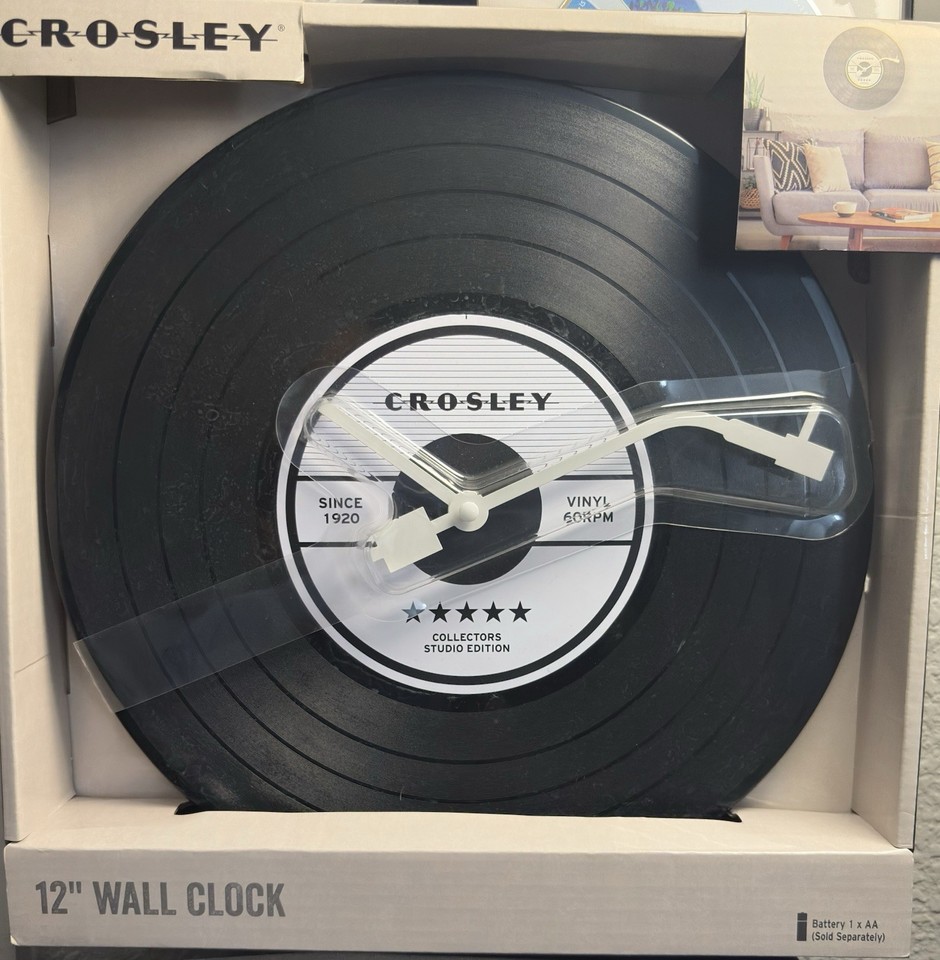 CROSLEY®
CROSLEY
SINCE
1920
VINYL
60RPM
COLLECTORS
STUDIO EDITION
12" WALL CLOCK
Battery 1 x AA
(Sold Separately)